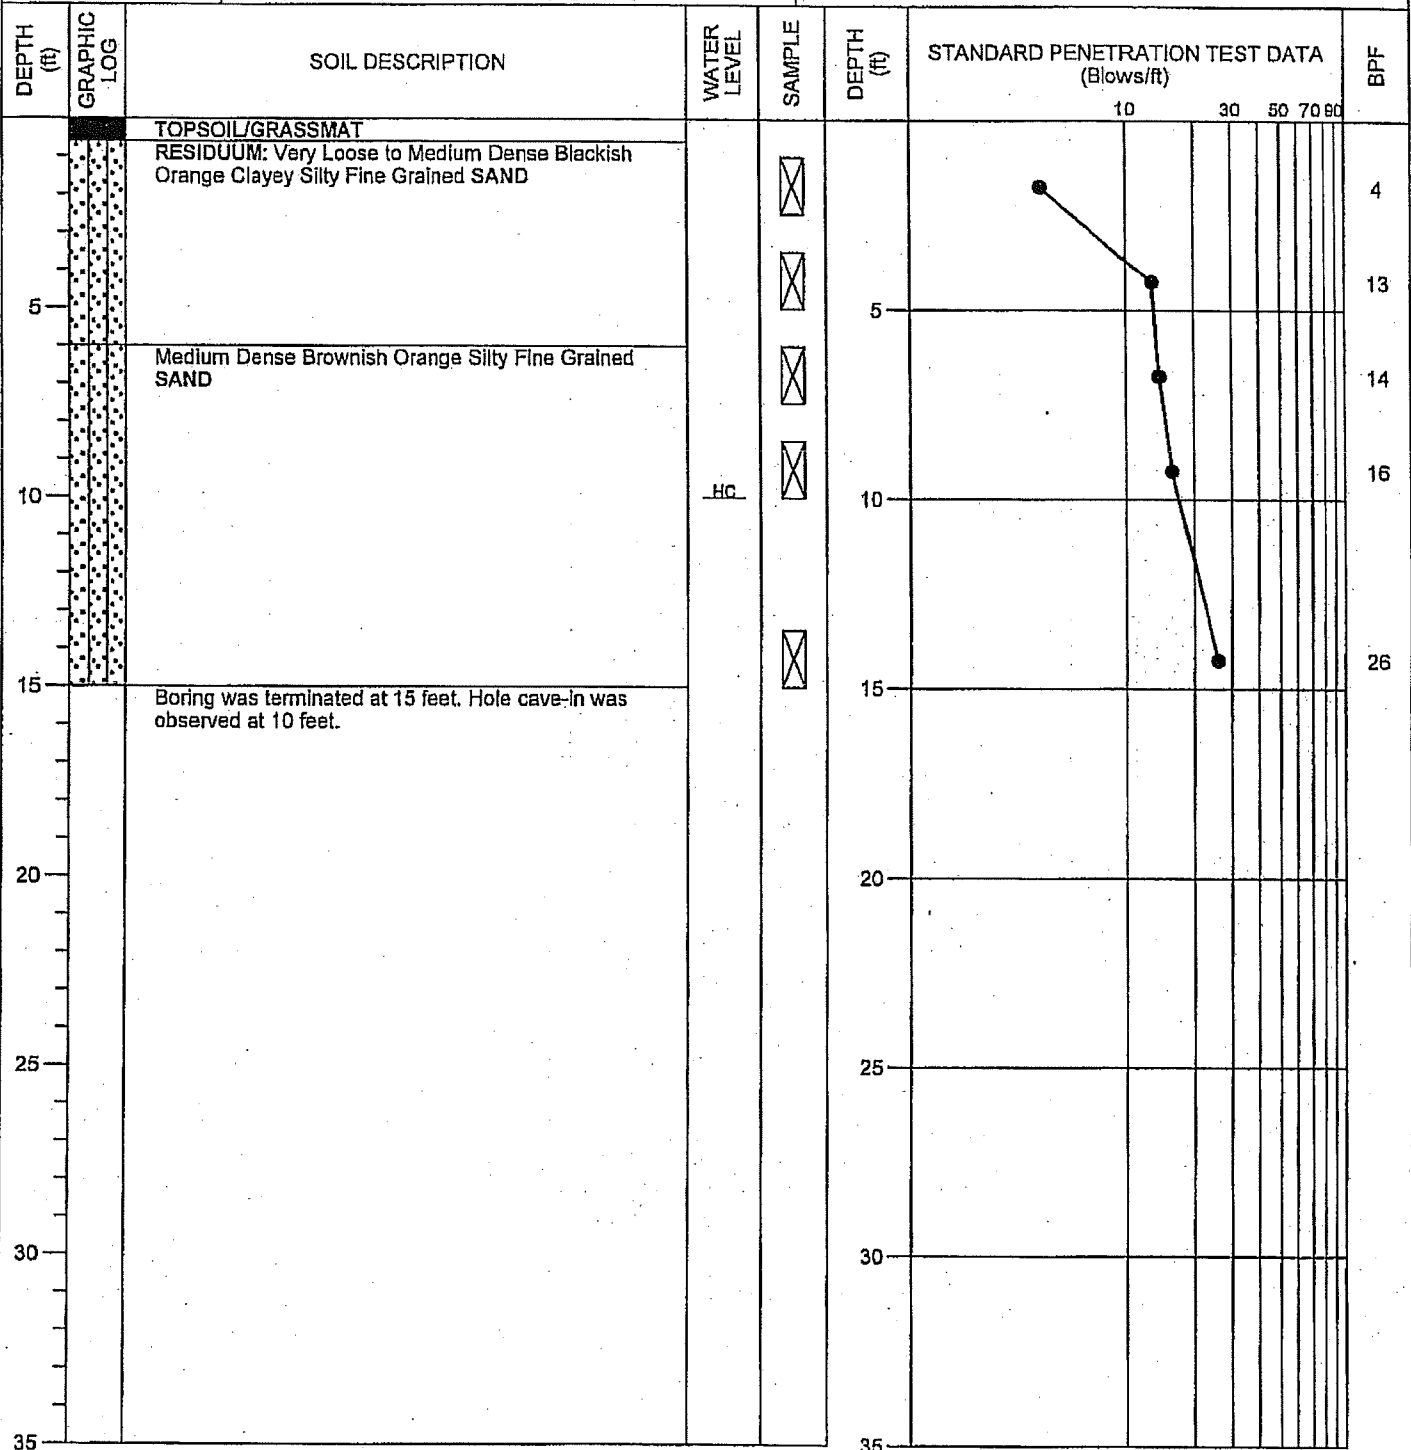 DEPTH (ft)
GRAPHIC LOG
SOIL DESCRIPTION
WATER LEVEL
SAMPLE
DEPTH (ft)
STANDARD PENETRATION TEST DATA
(Blows/ft)
BPF
10 30 50 70 90
TOPSOIL/GRASSMAT
RESIDUUM: Very Loose to Medium Dense Blackish
Orange Clayey Silty Fine Grained SAND
4
13
5
5
Medium Dense Brownish Orange Silty Fine Grained
SAND
14
16
10
HC
10
26
15
15
Boring was terminated at 15 feet. Hole cave-in was
observed at 10 feet.
20
20
25
25
30
30
35
35